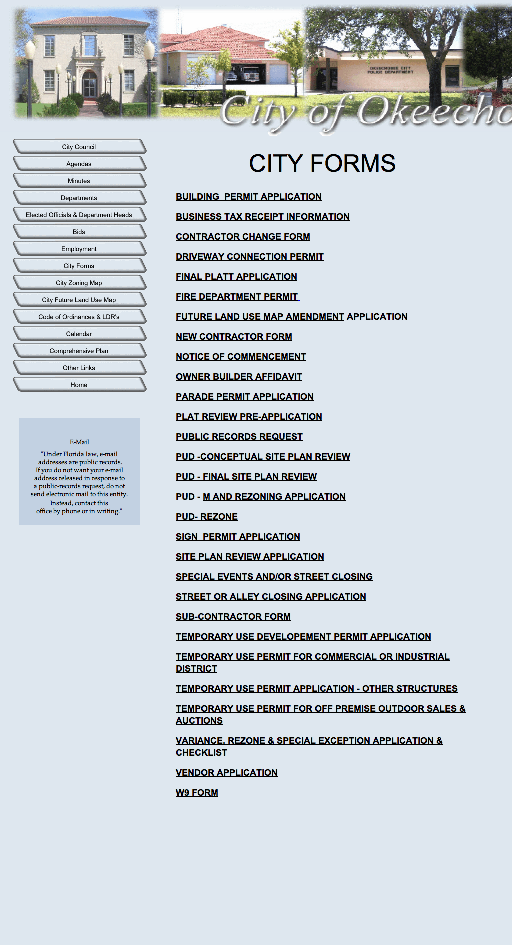 City of Okeecho
CITY FORMS
City Council
Agendas
Minutes
Departments
Elected Officials & Department Heads
Bids
Employment
City Forms
City Zoning Map
City Future Land Use Map
Code of Ordinances & LDR's
Calendar
Comprehensive Plan
Other Links
Home
E-Mail
"Under Florida law, e-mail
addresses are public records.
If you do not want your e-mail
address released in response to
a public-records request, do not
send electronic mail to this entity.
Instead, contact this
office by phone or in writing."
BUILDING PERMIT APPLICATION
BUSINESS TAX RECEIPT INFORMATION
CONTRACTOR CHANGE FORM
DRIVEWAY CONNECTION PERMIT
FINAL PLATT APPLICATION
FIRE DEPARTMENT PERMIT
FUTURE LAND USE MAP AMENDMENT APPLICATION
NEW CONTRACTOR FORM
NOTICE OF COMMENCEMENT
OWNER BUILDER AFFIDAVIT
PARADE PERMIT APPLICATION
PLAT REVIEW PRE-APPLICATION
PUBLIC RECORDS REQUEST
PUD -CONCEPTUAL SITE PLAN REVIEW
PUD - FINAL SITE PLAN REVIEW
PUD - M AND REZONING APPLICATION
PUD- REZONE
SIGN PERMIT APPLICATION
SITE PLAN REVIEW APPLICATION
SPECIAL EVENTS AND/OR STREET CLOSING
STREET OR ALLEY CLOSING APPLICATION
SUB-CONTRACTOR FORM
TEMPORARY USE DEVELOPEMENT PERMIT APPLICATION
TEMPORARY USE PERMIT FOR COMMERCIAL OR INDUSTRIAL
DISTRICT
TEMPORARY USE PERMIT APPLICATION - OTHER STRUCTURES
TEMPORARY USE PERMIT FOR OFF PREMISE OUTDOOR SALES &
AUCTIONS
VARIANCE, REZONE & SPECIAL EXCEPTION APPLICATION &
CHECKLIST
VENDOR APPLICATION
W9 FORM